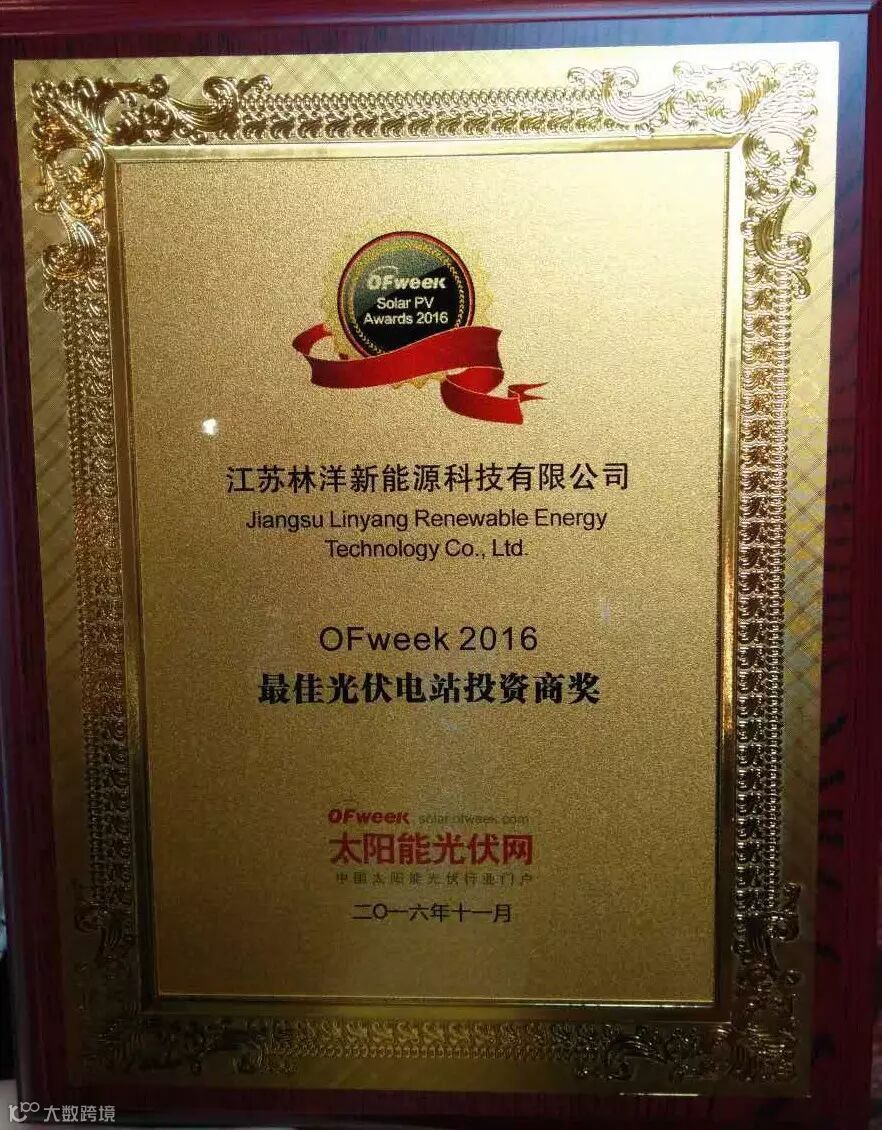 OFweek
Solar PV
Awards 2016
江苏林洋新能源科技有限公司
Jiangsu Linyang Renewable Energy
Technology Co., Ltd.
OFweek 2016
最佳光伏电站投资商奖
OFweek solar.ofweek.com
太阳能光伏网
中国太阳能光伏行业门户
二〇一六年十一月
大数跨境